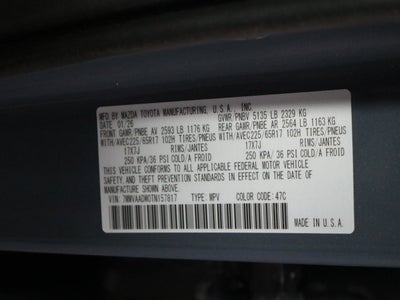 MFD BY MAZDA TOYOTA MANUFACTURING, U.S.A., INC.
DATE 01/26 GVWR/PNBV 5135 LB 2329 KG
FRONT GAWR/PNBE AV 2593 LB 1176 KG REAR GAWR/PNBE AR 2564 LB 1163 KG
WITH/AVEC225/65R17 102H TIRES/PNEUS WITH/AVEC225/65R17 102H TIRES/PNEUS
17X7J RIMS/JANTES 17X7J RIMS/JANTES
250 KPA/36 PSI COLD/A FROID 250 KPA/36 PSI COLD/A FROID
THIS VEHICLE CONFORMS TO ALL APPLICABLE FEDERAL MOTOR VEHICLE
SAFETY STANDARDS IN EFFECT ON THE DATE OF
MANUFACTURE SHOWN ABOVE.
VIN: TYPE: MPV COLOR CODE: 47C
MADE IN U.S.A.